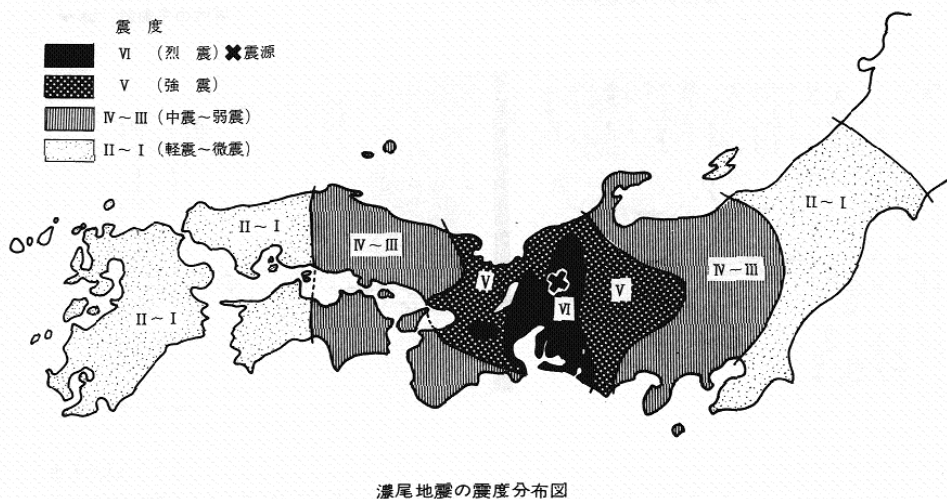 震度
Ⅵ (烈震) 震源
Ⅴ (強震)
Ⅳ～Ⅲ (中震～弱震)
Ⅱ～Ⅰ (軽震～微震)
Ⅱ～Ⅰ
Ⅱ～Ⅰ
Ⅳ～Ⅲ
Ⅴ
Ⅵ
Ⅴ
Ⅳ～Ⅲ
Ⅱ～Ⅰ
濃尾地震の震度分布図